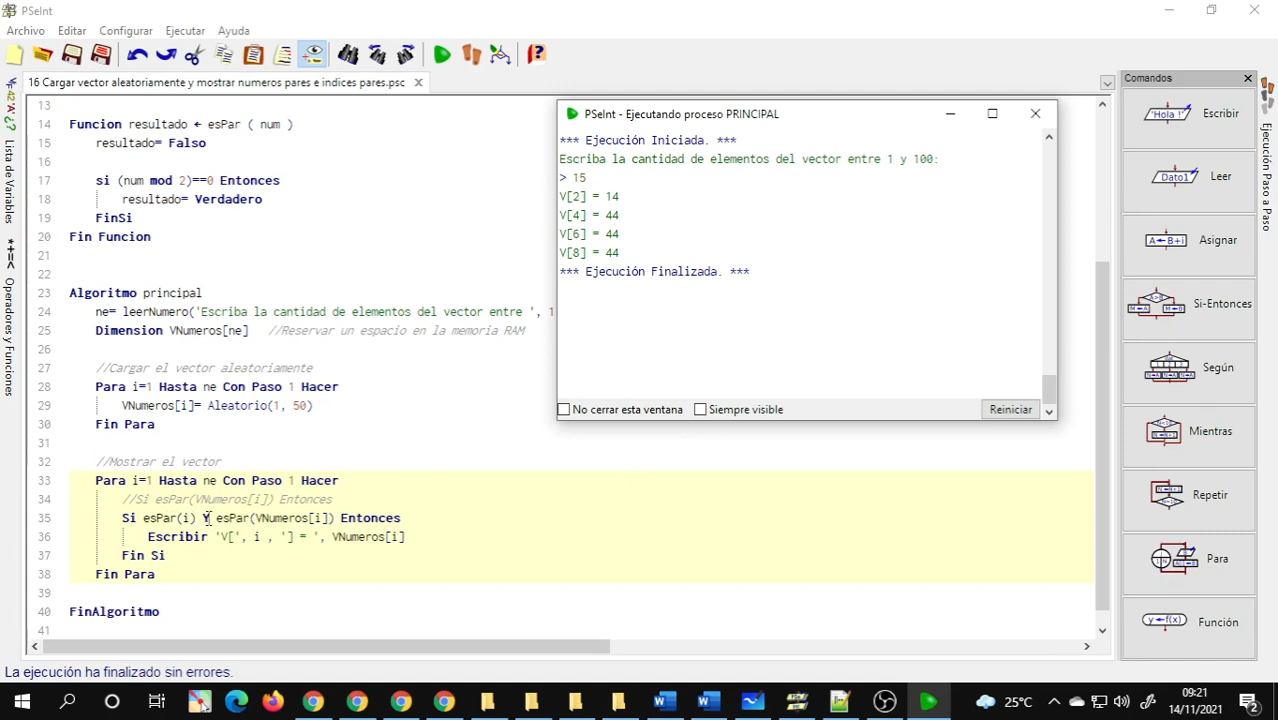 PSeInt
Archivo Editar Configurar Ejecutar Ayuda
16 Cargar vector aleatoriamente y mostrar numeros pares e indices pares.psc
Lista de Variables
Operadores y Funciones
13
14 Funcion resultado ← esPar ( num )
15 resultado= Falso
16
17 si (num mod 2)==0 Entonces
18 resultado= Verdadero
19 FinSi
20 Fin Funcion
21
22
23 Algoritmo principal
24 ne= leerNumero('Escriba la cantidad de elementos del vector entre ', 1
25 Dimension VNumeros[ne] //Reservar un espacio en la memoria RAM
26
27 //Cargar el vector aleatoriamente
28 Para i=1 Hasta ne Con Paso 1 Hacer
29 VNumeros[i]= Aleatorio(1, 50)
30 Fin Para
31
32 //Mostrar el vector
33 Para i=1 Hasta ne Con Paso 1 Hacer
34 //Si esPar(VNumeros[i]) Entonces
35 Si esPar(i) Y esPar(VNumeros[i]) Entonces
36 Escribir 'V[', i , '] = ', VNumeros[i]
37 Fin Si
38 Fin Para
39
40 FinAlgoritmo
41
PSeInt - Ejecutando proceso PRINCIPAL
*** Ejecución Iniciada. ***
Escriba la cantidad de elementos del vector entre 1 y 100:
> 15
V[2] = 14
V[4] = 44
V[6] = 44
V[8] = 44
*** Ejecución Finalizada. ***
No cerrar esta ventana Siempre visible Reiniciar
Comandos
'Hola !' Escribir
Dato1 Leer
A←B+i Asignar
Si-Entonces
Según
Mientras
Repetir
Para
y←f(x) Función
Ejecución Paso a Paso
La ejecución ha finalizado sin errores.
25°C
09:21
14/11/2021
2